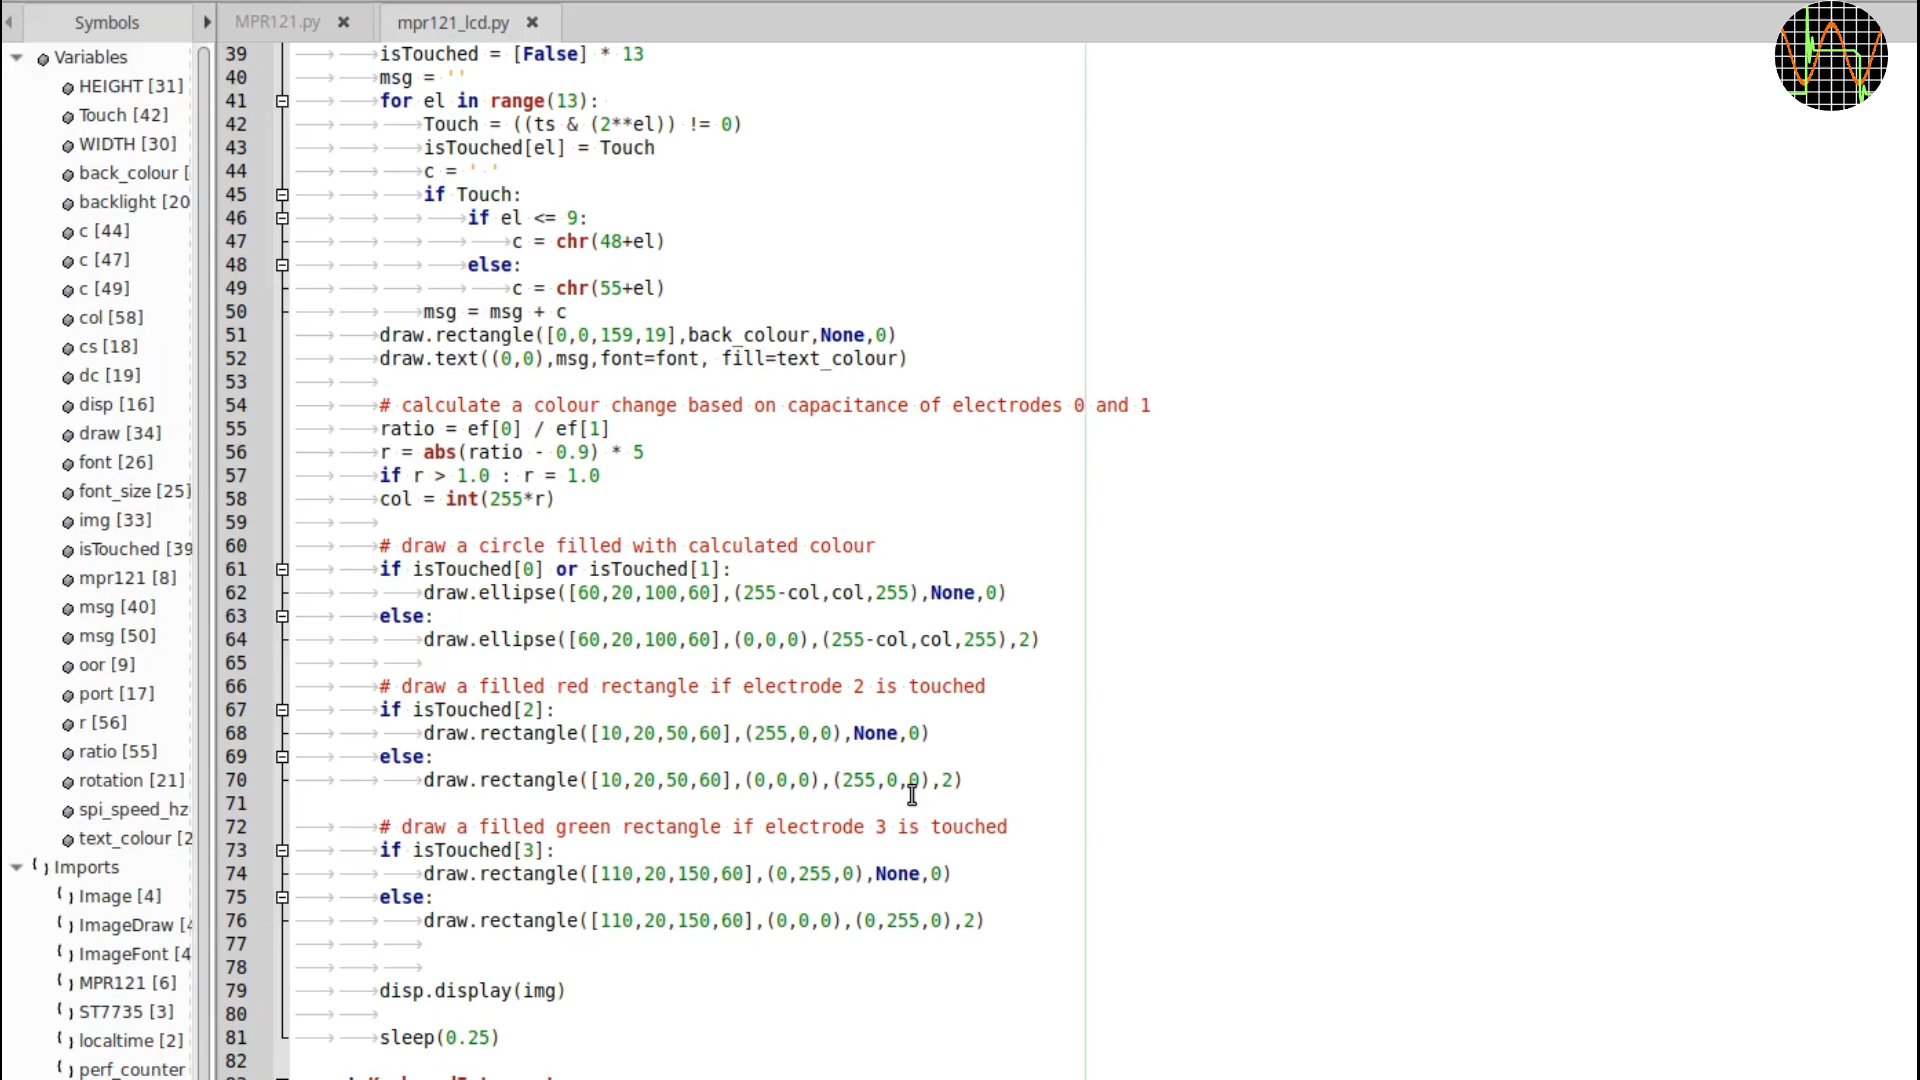 Symbols
MPR121.py
mpr121_lcd.py
Variables
HEIGHT [31]
Touch [42]
WIDTH [30]
back_colour [
backlight [20
c [44]
c [47]
c [49]
col [58]
cs [18]
dc [19]
disp [16]
draw [34]
font [26]
font_size [25]
img [33]
isTouched [39
mpr121 [8]
msg [40]
msg [50]
oor [9]
port [17]
r [56]
ratio [55]
rotation [21]
spi_speed_hz
text_colour [2
Imports
Image [4]
ImageDraw [4
ImageFont [4
MPR121 [6]
ST7735 [3]
localtime [2]
perf_counter
39 isTouched = [False] * 13
40 msg = ''
41 for el in range(13):
42 Touch = ((ts & (2**el)) != 0)
43 isTouched[el] = Touch
44 c = ' '
45 if Touch:
46 if el <= 9:
47 c = chr(48+el)
48 else:
49 c = chr(55+el)
50 msg = msg + c
51 draw.rectangle([0,0,159,19],back_colour,None,0)
52 draw.text((0,0),msg,font=font, fill=text_colour)
53
54 # calculate a colour change based on capacitance of electrodes 0 and 1
55 ratio = ef[0] / ef[1]
56 r = abs(ratio - 0.9) * 5
57 if r > 1.0 : r = 1.0
58 col = int(255*r)
59
60 # draw a circle filled with calculated colour
61 if isTouched[0] or isTouched[1]:
62 draw.ellipse([60,20,100,60],(255-col,col,255),None,0)
63 else:
64 draw.ellipse([60,20,100,60],(0,0,0),(255-col,col,255),2)
65
66 # draw a filled red rectangle if electrode 2 is touched
67 if isTouched[2]:
68 draw.rectangle([10,20,50,60],(255,0,0),None,0)
69 else:
70 draw.rectangle([10,20,50,60],(0,0,0),(255,0,0),2)
71
72 # draw a filled green rectangle if electrode 3 is touched
73 if isTouched[3]:
74 draw.rectangle([110,20,150,60],(0,255,0),None,0)
75 else:
76 draw.rectangle([110,20,150,60],(0,0,0),(0,255,0),2)
77
78
79 disp.display(img)
80
81 sleep(0.25)
82